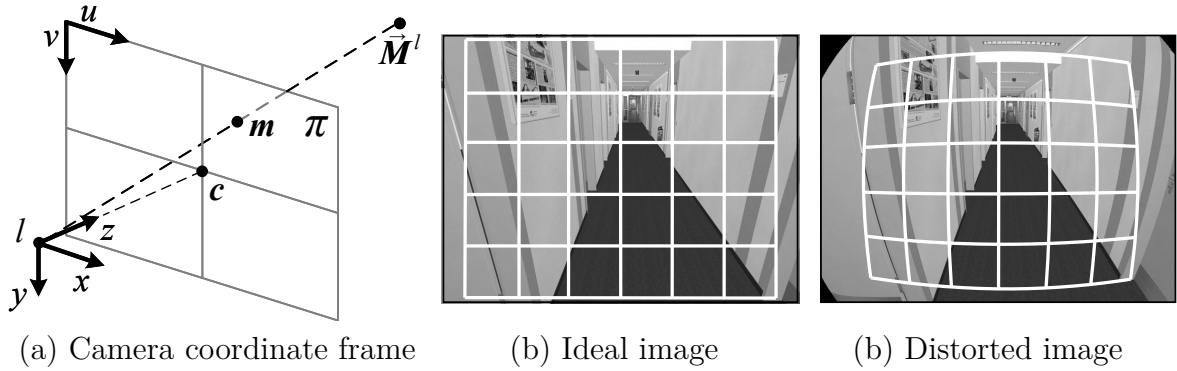 u
v
M⃗ˡ
m
π
c
l
z
x
y
(a) Camera coordinate frame
(b) Ideal image
(b) Distorted image